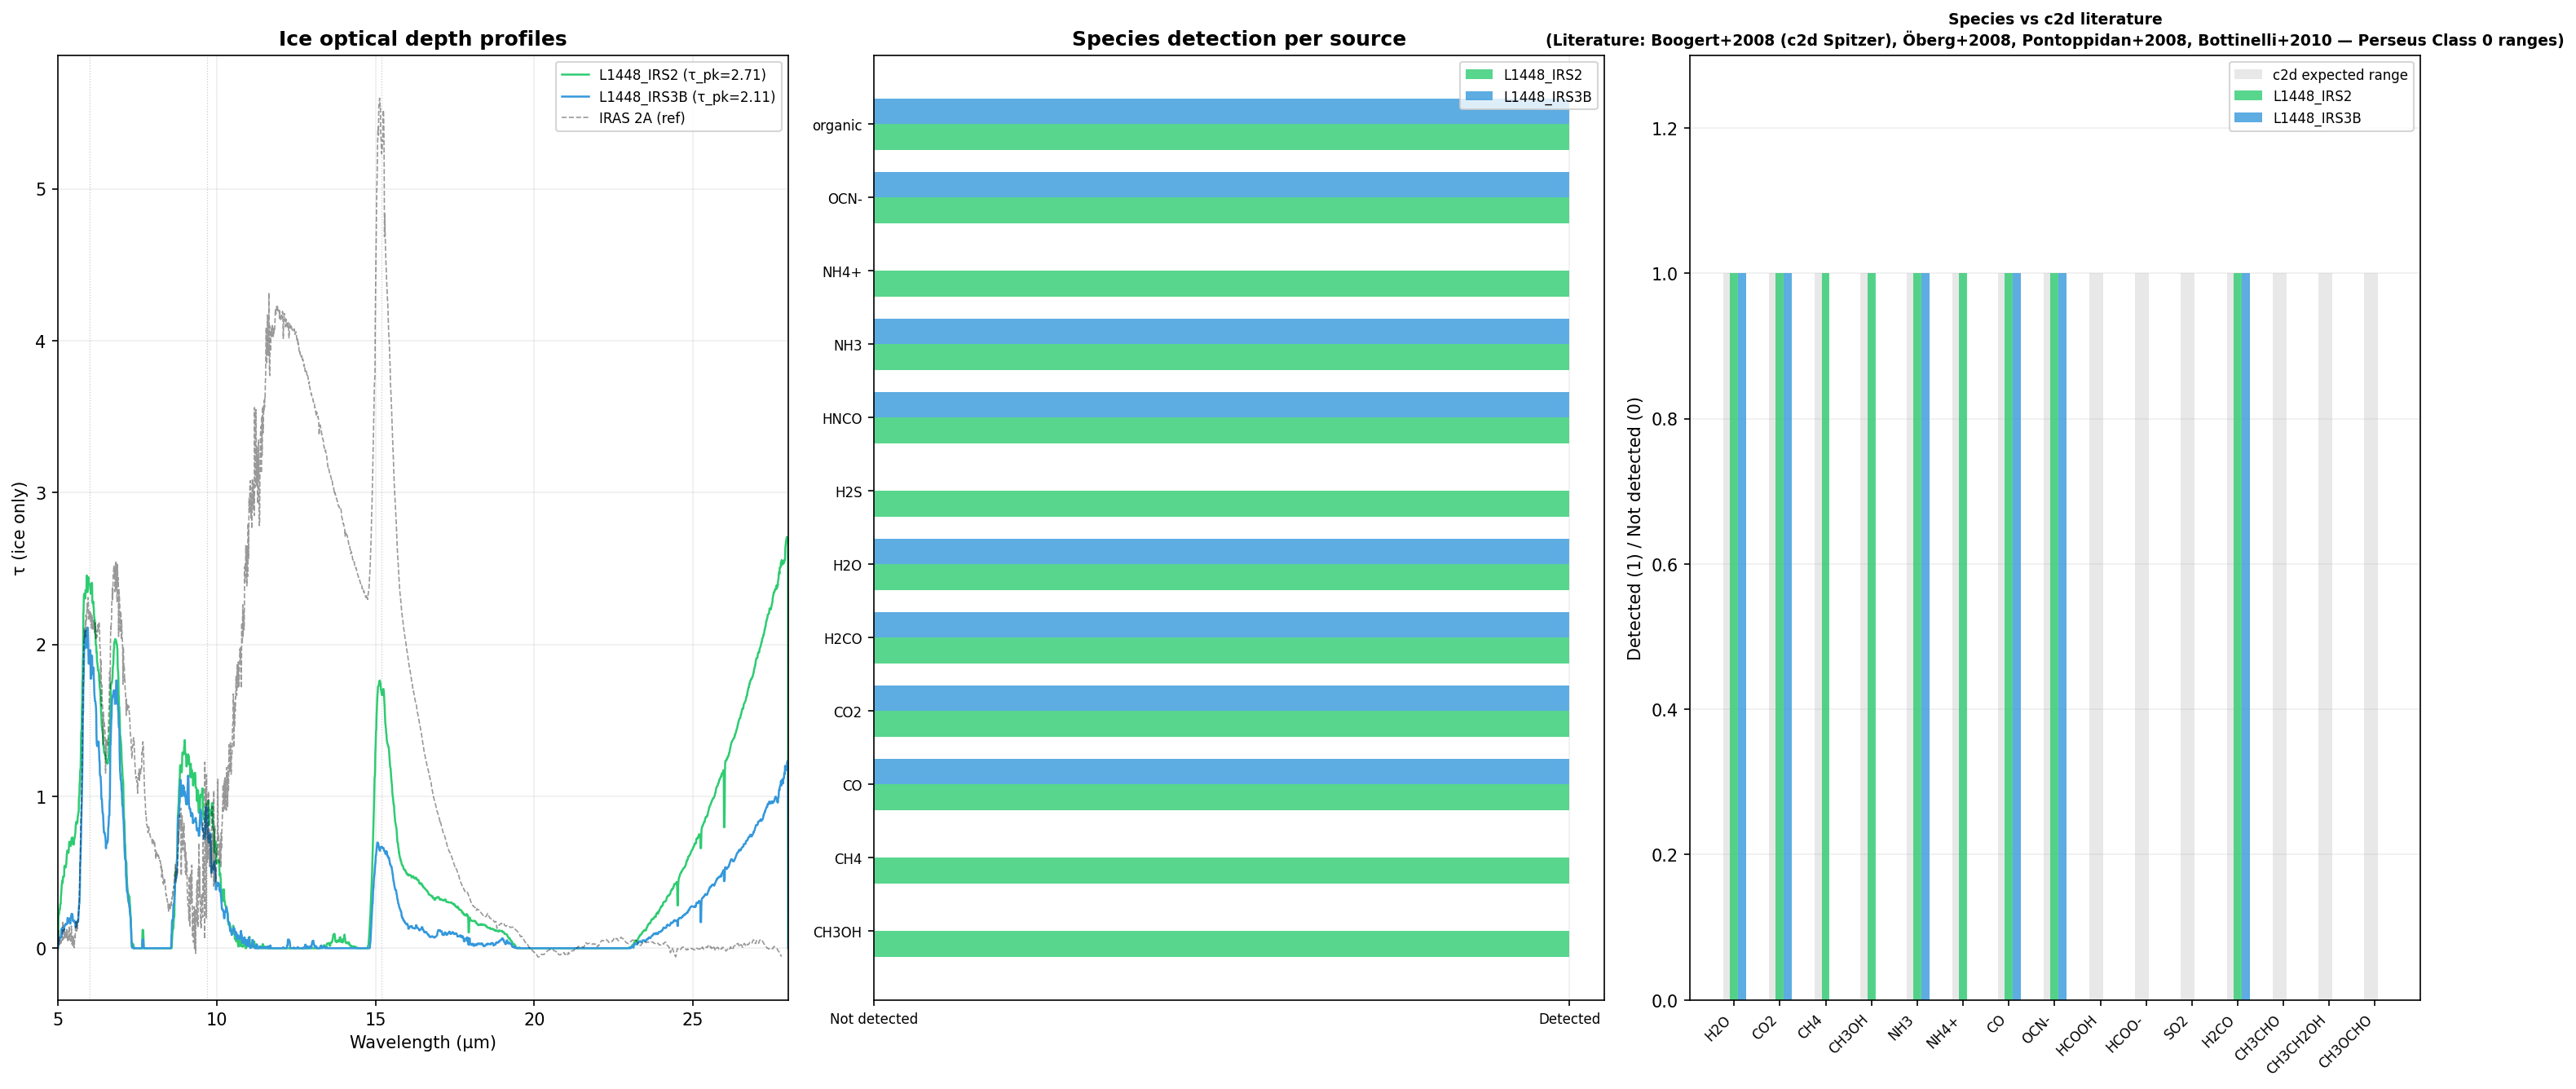 Ice optical depth profiles
τ (ice only)
5
4
3
2
1
0
L1448_IRS2 (τ_pk=2.71)
L1448_IRS3B (τ_pk=2.11)
IRAS 2A (ref)
5
10
15
20
25
Wavelength (μm)
Species detection per source
L1448_IRS2
L1448_IRS3B
organic
OCN-
NH4+
NH3
HNCO
H2S
H2O
H2CO
CO2
CO
CH4
CH3OH
Not detected
Detected
Species vs c2d literature
(Literature: Boogert+2008 (c2d Spitzer), Öberg+2008, Pontoppidan+2008, Bottinelli+2010 — Perseus Class 0 ranges)
c2d expected range
L1448_IRS2
L1448_IRS3B
Detected (1) / Not detected (0)
1.2
1.0
0.8
0.6
0.4
0.2
0.0
H2O
CO2
CH4
CH3OH
NH3
NH4+
CO
OCN-
HCOOH
HCOO-
SO2
H2CO
CH3CHO
CH3CH2OH
CH3OCHO